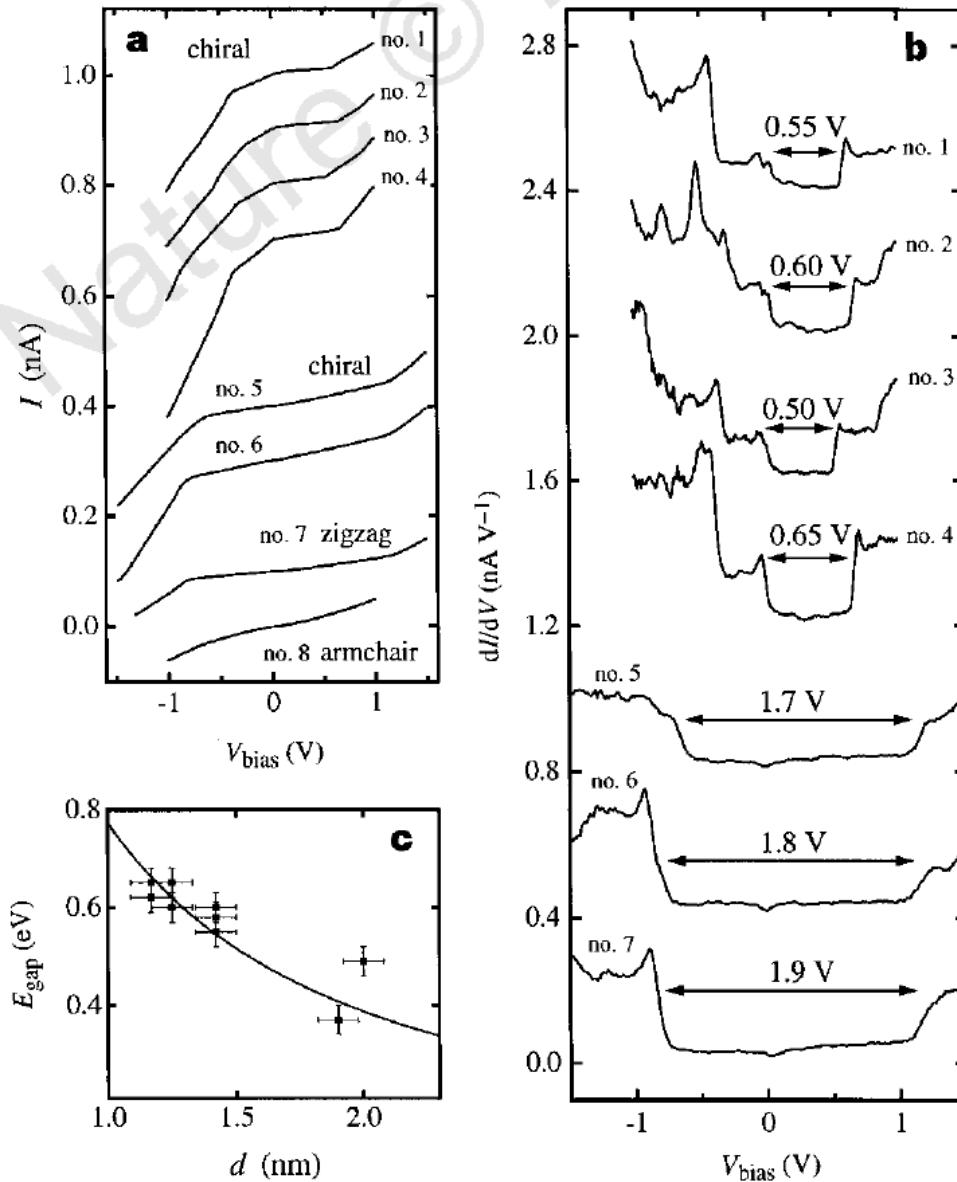 a
chiral
no. 1
no. 2
no. 3
no. 4
chiral
no. 5
no. 6
no. 7 zigzag
no. 8 armchair
1.0
0.8
0.6
0.4
0.2
0.0
I (nA)
-1
0
1
V_bias (V)
b
2.8
2.4
2.0
1.6
1.2
0.8
0.4
0.0
dI/dV (nA V⁻¹)
0.55 V
no. 1
0.60 V
no. 2
0.50 V
no. 3
0.65 V
no. 4
no. 5
1.7 V
no. 6
1.8 V
no. 7
1.9 V
-1
0
1
V_bias (V)
c
0.8
0.6
0.4
E_gap (eV)
1.0
1.5
2.0
d (nm)
Nature ©